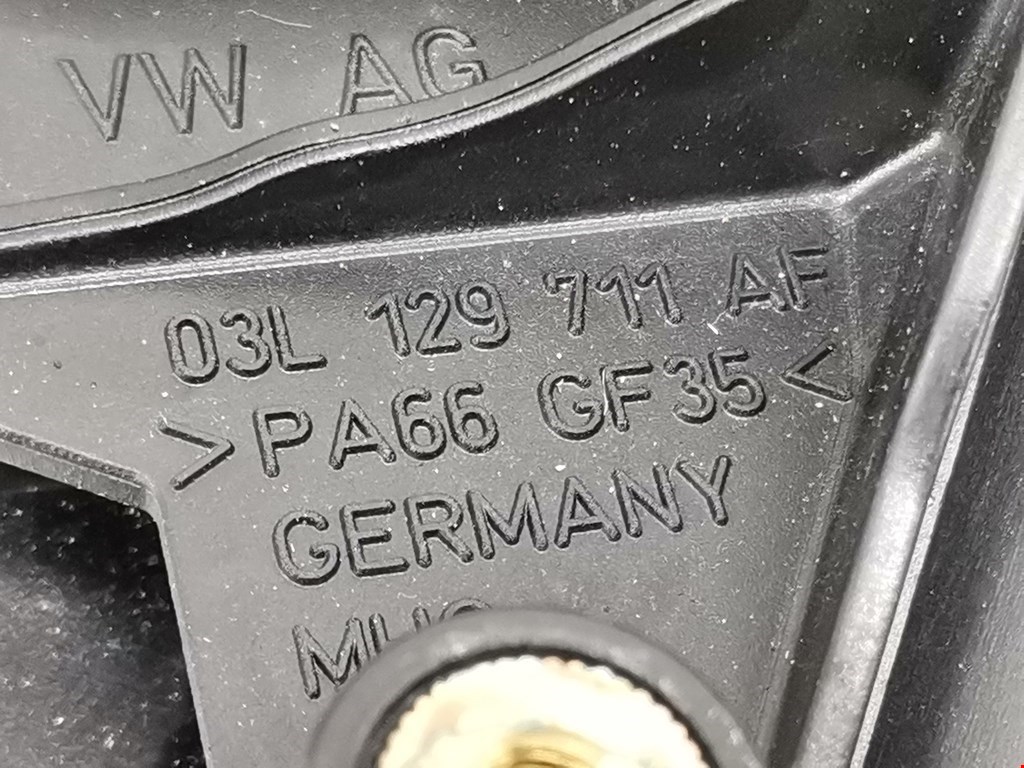 VW AG
03L 129 711 AF
>PA66 GF35<
GERMANY